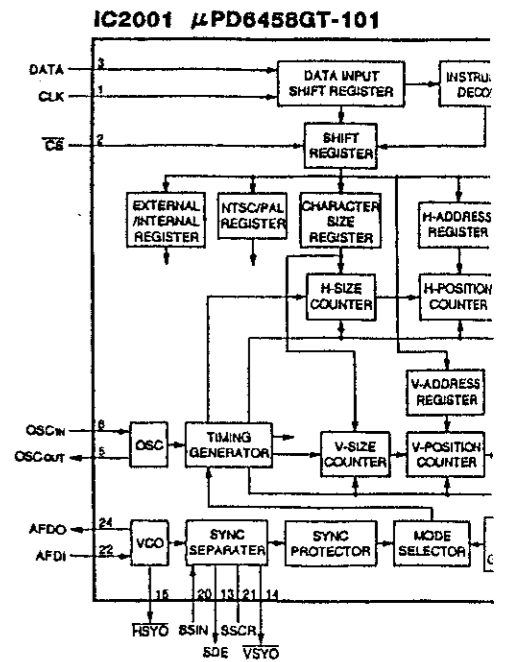 IC2001 μPD6458GT-101
DATA 3
CLK 1
CS 2
DATA INPUT
SHIFT REGISTER
SHIFT
REGISTER
EXTERNAL
/INTERNAL
REGISTER
NTSC/PAL
REGISTER
CHARACTER
SIZE
REGISTER
H-ADDRESS
REGISTER
H-SIZE
COUNTER
H-POSITION
COUNTER
V-ADDRESS
REGISTER
OSCIN 6
OSCOUT 5
OSC
TIMING
GENERATOR
V-SIZE
COUNTER
V-POSITION
COUNTER
AFDO 24
AFDI 22
VCO
SYNC
SEPARATER
SYNC
PROTECTOR
MODE
SELECTOR
15 20 13 21 14
HSYO SSIN SDE SSCR VSYO